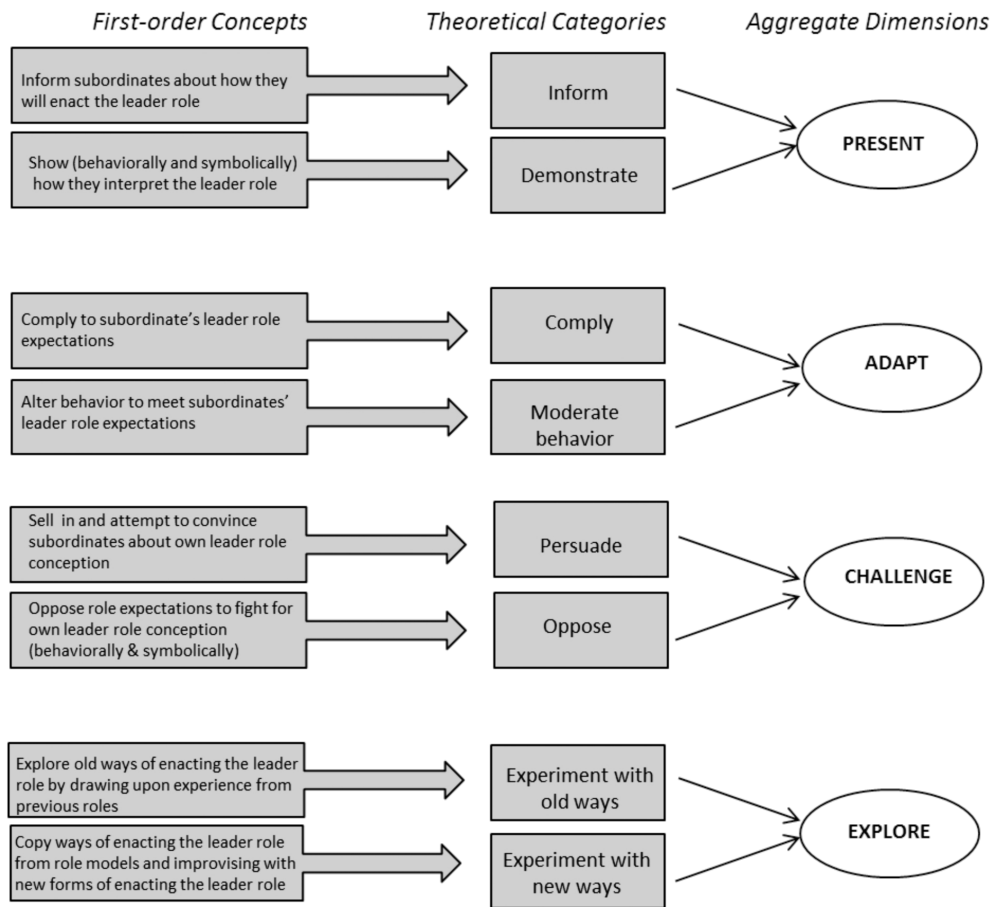 First-order Concepts
Theoretical Categories
Aggregate Dimensions
Inform subordinates about how they
will enact the leader role
Inform
PRESENT
Show (behaviorally and symbolically)
how they interpret the leader role
Demonstrate
Comply to subordinate's leader role
expectations
Comply
ADAPT
Alter behavior to meet subordinates'
leader role expectations
Moderate
behavior
Sell in and attempt to convince
subordinates about own leader role
conception
Persuade
CHALLENGE
Oppose role expectations to fight for
own leader role conception
(behaviorally & symbolically)
Oppose
Explore old ways of enacting the leader
role by drawing upon experience from
previous roles
Experiment with
old ways
EXPLORE
Copy ways of enacting the leader role
from role models and improvising with
new forms of enacting the leader role
Experiment with
new ways